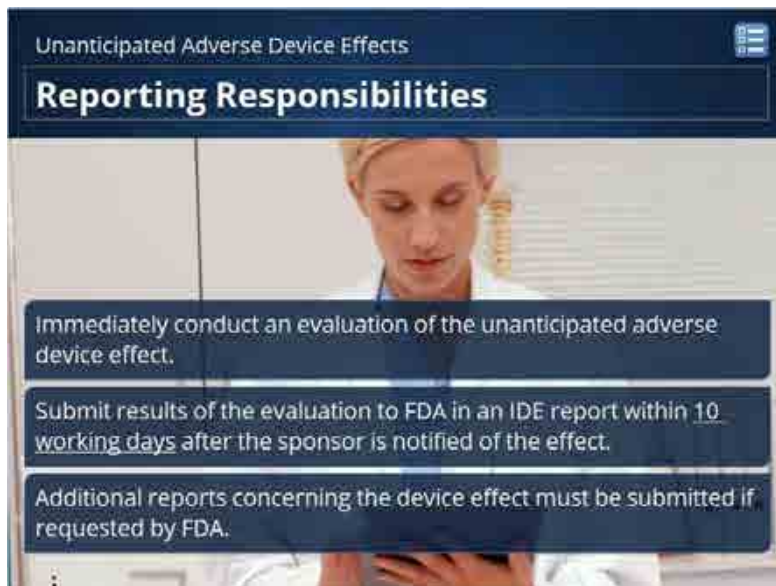 Unanticipated Adverse Device Effects
Reporting Responsibilities
Immediately conduct an evaluation of the unanticipated adverse
device effect.
Submit results of the evaluation to FDA in an IDE report within 10
working days after the sponsor is notified of the effect.
Additional reports concerning the device effect must be submitted if
requested by FDA.